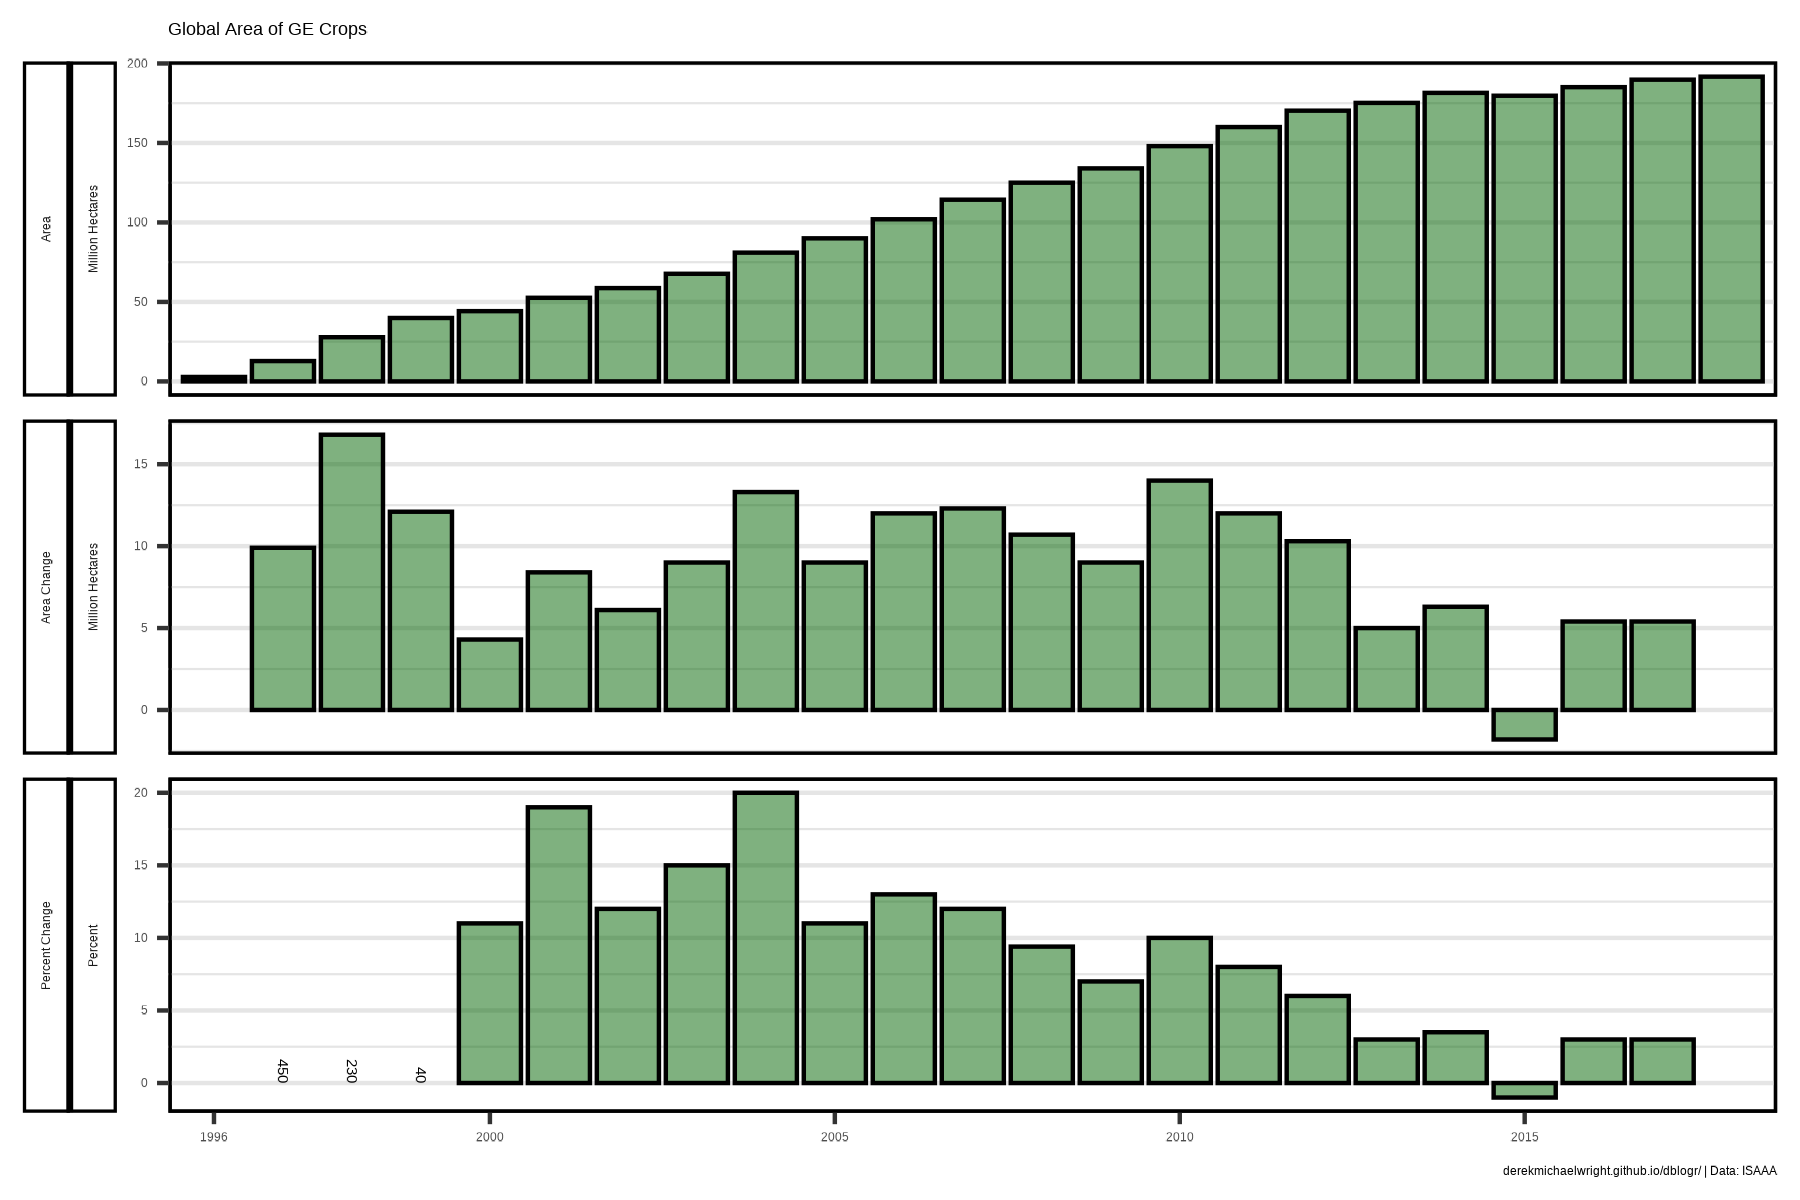 Global Area of GE Crops
Area
Million Hectares
200
150
100
50
0
Area Change
Million Hectares
15
10
5
0
Percent Change
Percent
20
15
10
5
0
450
230
40
1996
2000
2005
2010
2015
derekmichaelwright.github.io/dblogr/ | Data: ISAAA